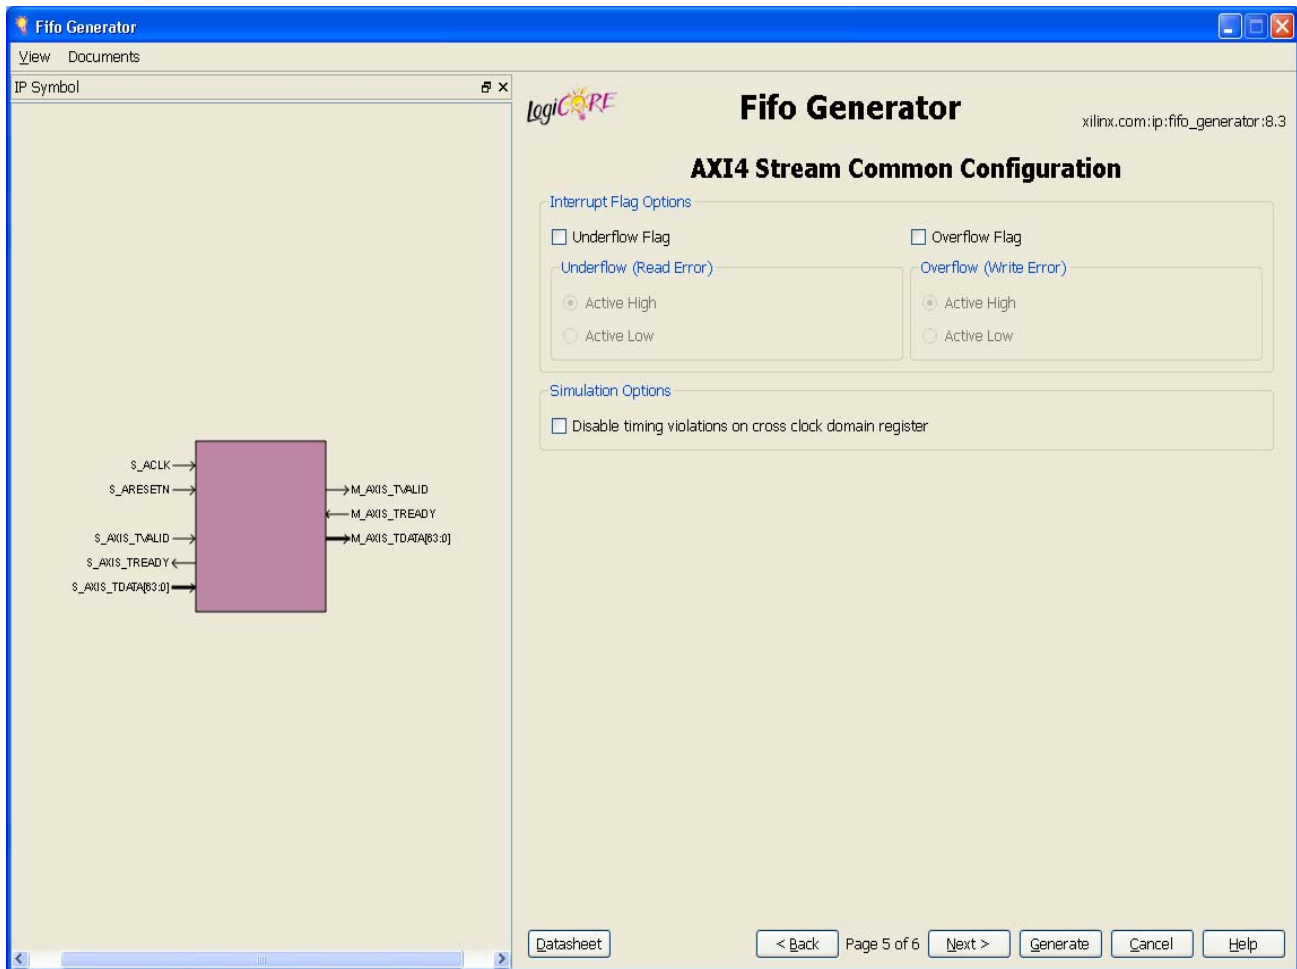 Fifo Generator
View Documents
IP Symbol
S_ACLK
S_ARESETN
S_AXIS_TVALID
S_AXIS_TREADY
S_AXIS_TDATA[63:0]
M_AXIS_TVALID
M_AXIS_TREADY
M_AXIS_TDATA[63:0]
LogiCORE
Fifo Generator
xilinx.com:ip:fifo_generator:8.3
AXI4 Stream Common Configuration
Interrupt Flag Options
Underflow Flag
Overflow Flag
Underflow (Read Error)
Overflow (Write Error)
Active High
Active High
Active Low
Active Low
Simulation Options
Disable timing violations on cross clock domain register
Datasheet
< Back Page 5 of 6 Next > Generate Cancel Help